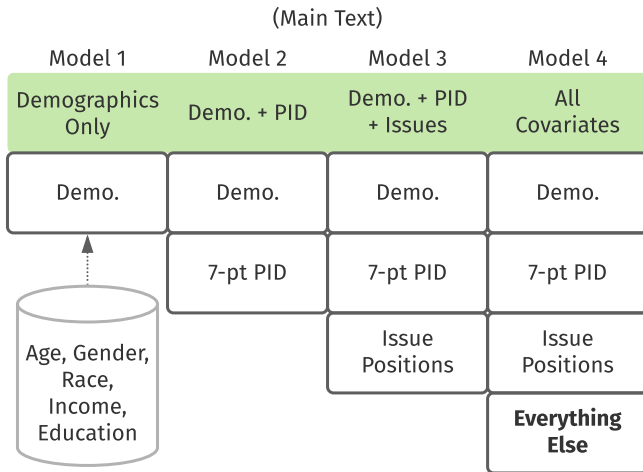 (Main Text)
Model 1 Model 2 Model 3 Model 4
Demographics
Only
Demo. + PID
Demo. + PID
+ Issues
All
Covariates
Demo. Demo. Demo. Demo.
7-pt PID 7-pt PID 7-pt PID
Issue
Positions
Issue
Positions
Everything
Else
Age, Gender,
Race,
Income,
Education